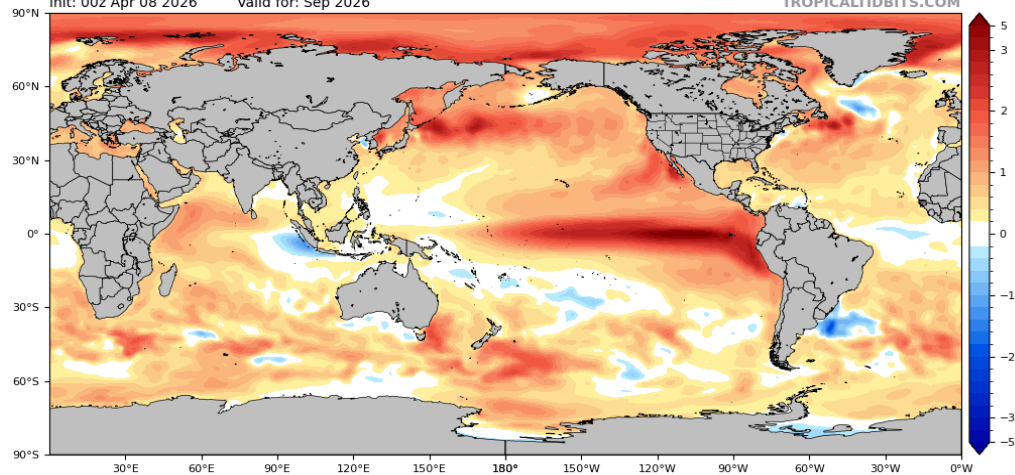 Init: 00z Apr 08 2026 Valid for: Sep 2026 TROPICALTIDBITS.COM
90°N
60°N
30°N
0°
30°S
60°S
90°S
30°E 60°E 90°E 120°E 150°E 180° 150°W 120°W 90°W 60°W 30°W 0°W
5
3
2
1
0
−1
−2
−3
−5